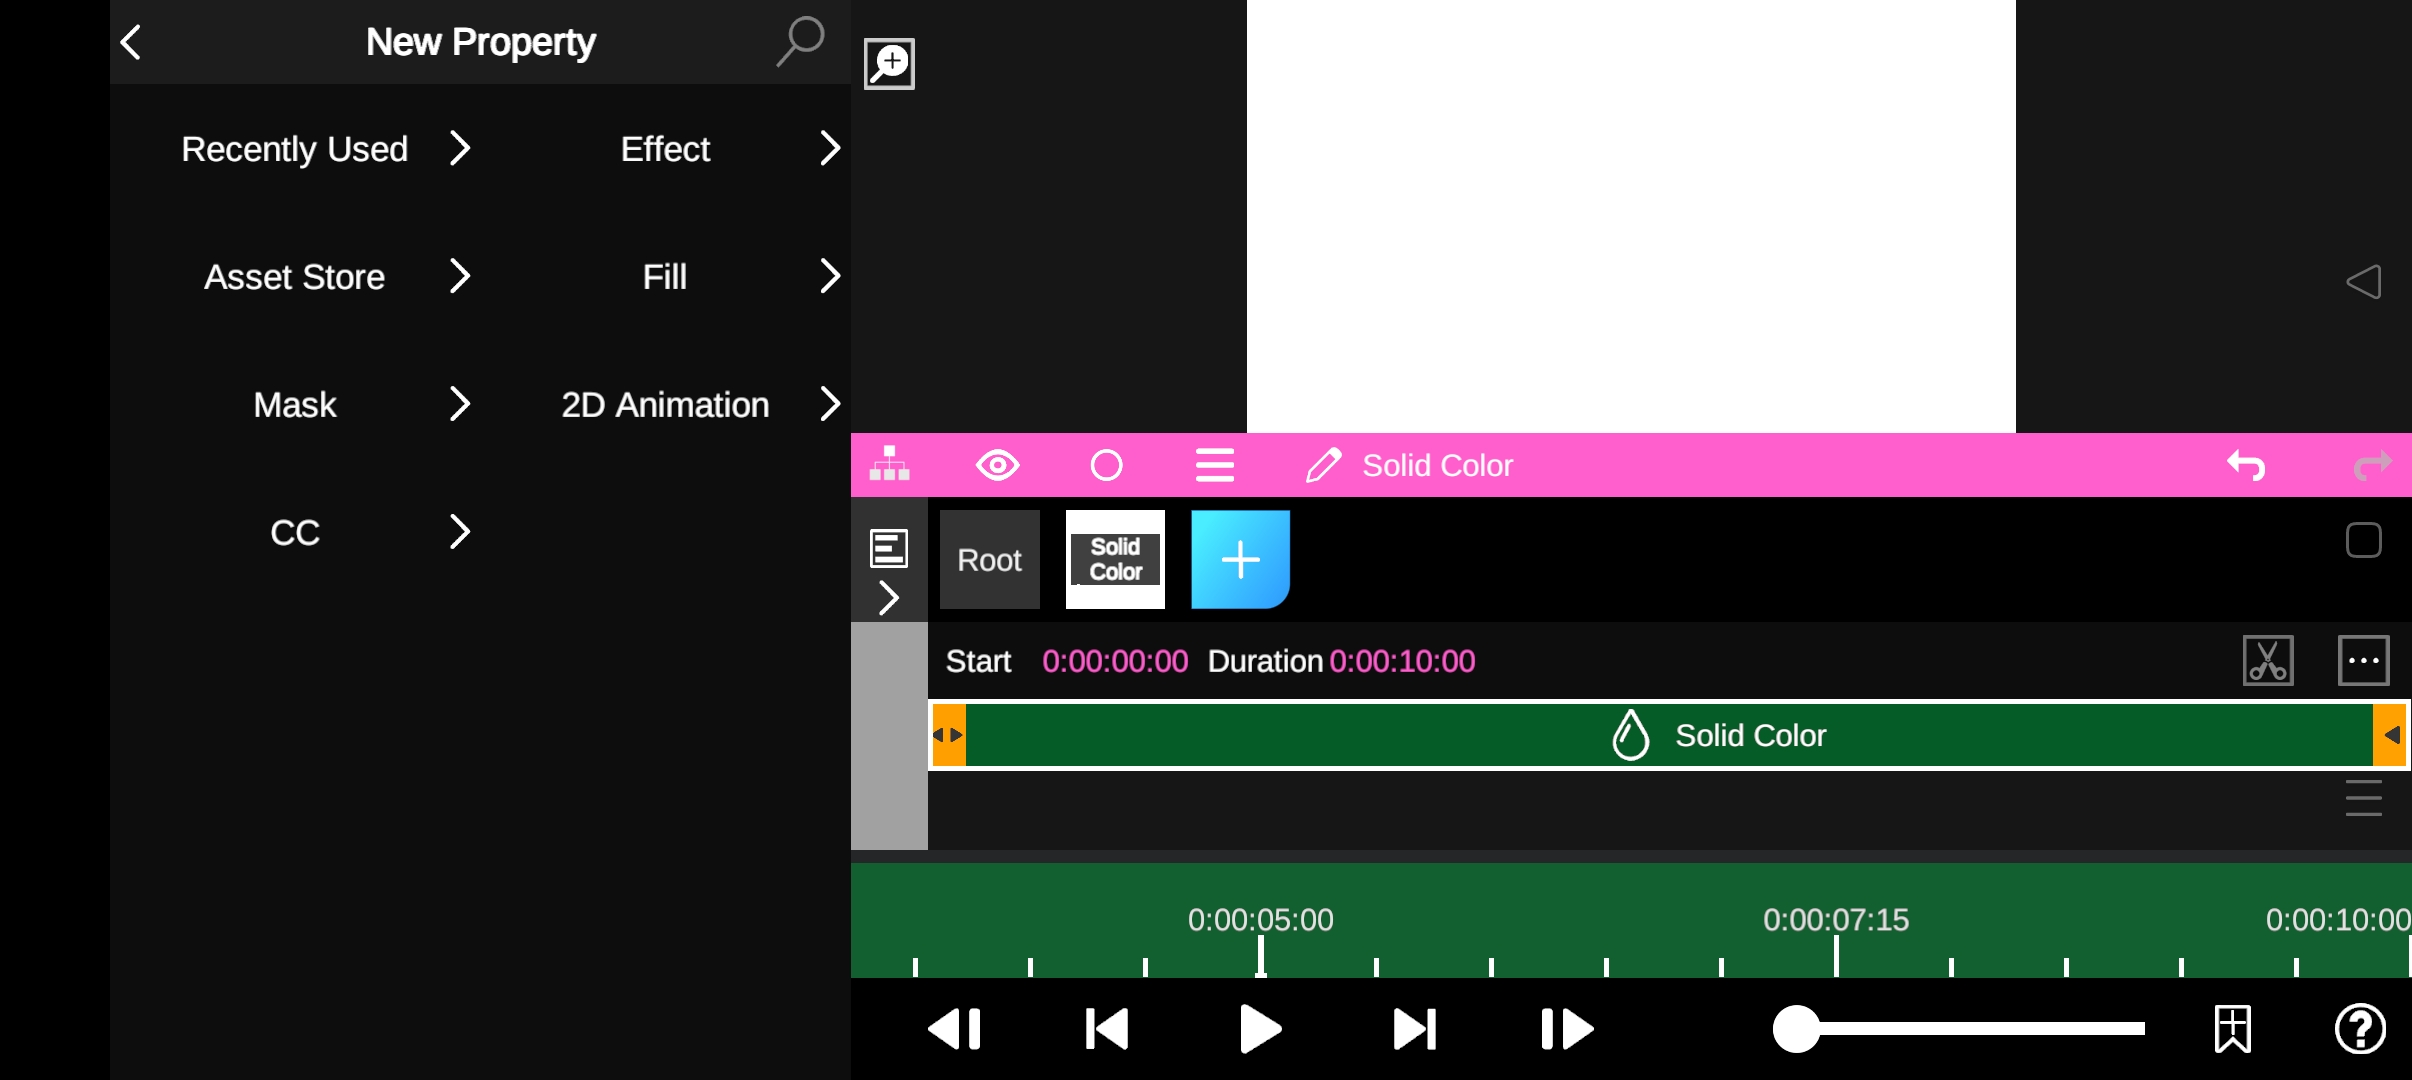 New Property
Recently Used
Effect
Asset Store
Fill
Mask
2D Animation
CC
Solid Color
Root
Solid
Color
Start 0:00:00:00 Duration 0:00:10:00
Solid Color
0:00:05:00
0:00:07:15
0:00:10:00